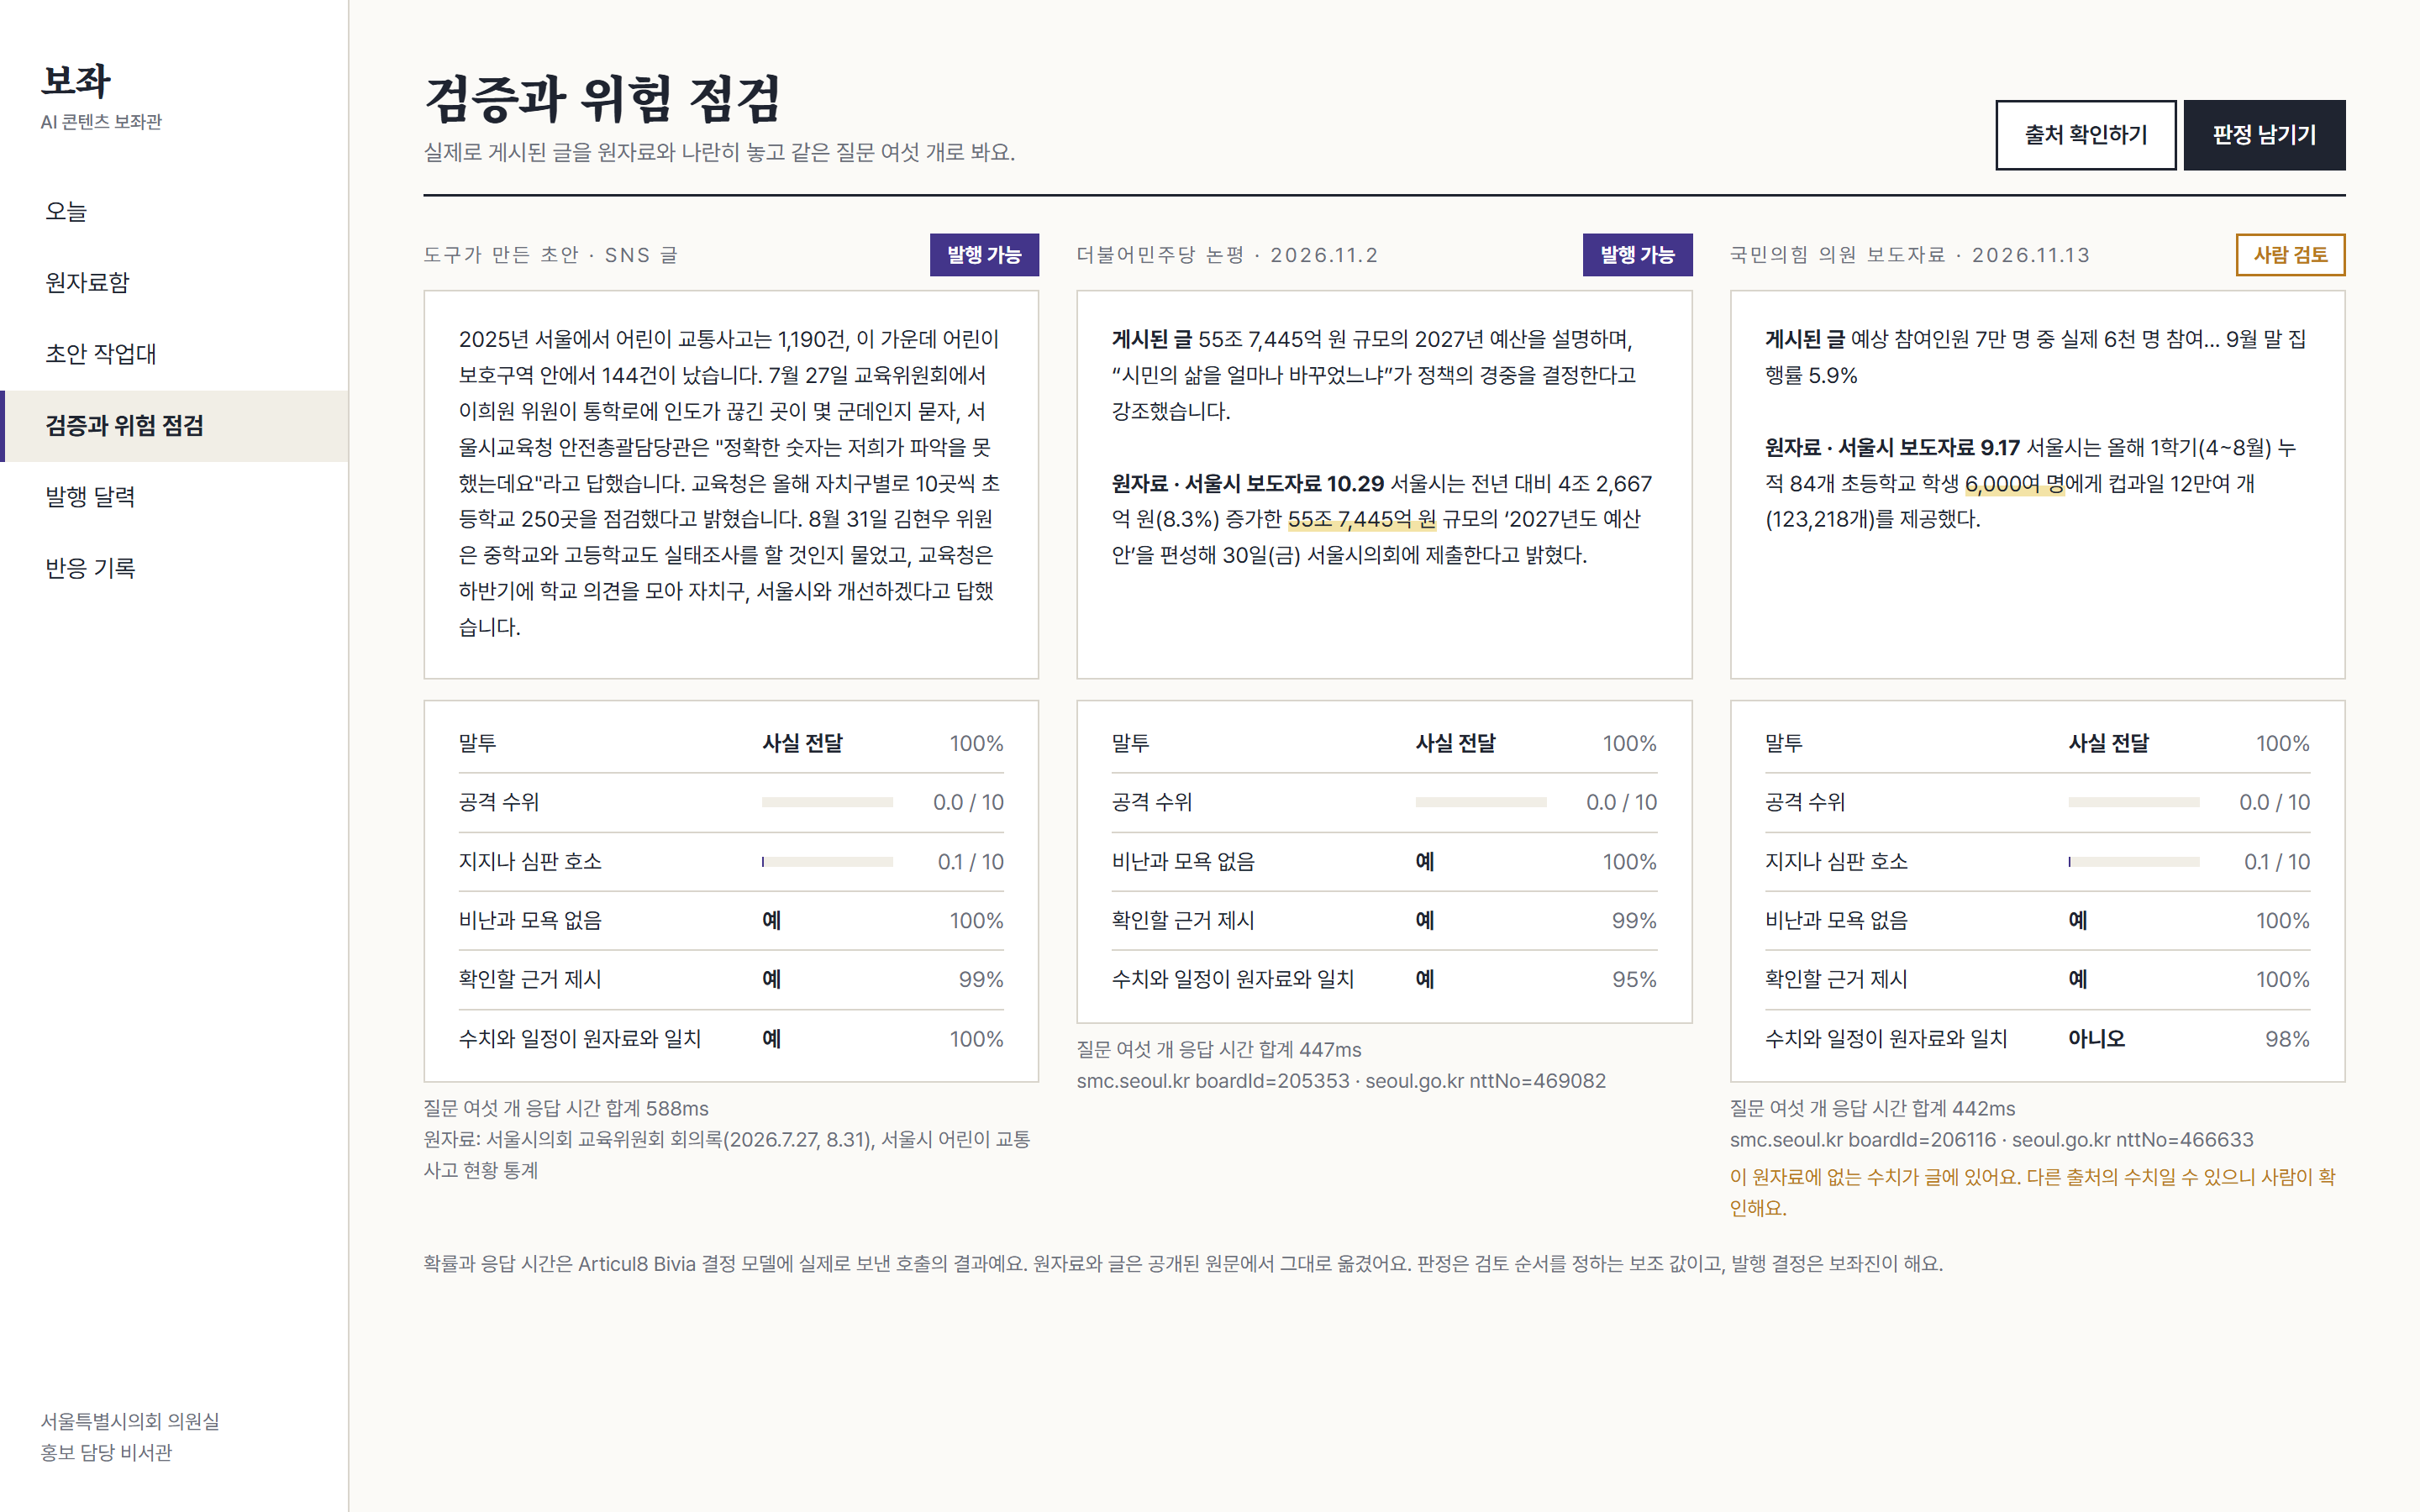 보좌
AI 콘텐츠 보좌관
오늘
원자료함
초안 작업대
검증과 위험 점검
발행 달력
반응 기록
서울특별시의회 의원실
홍보 담당 비서관
검증과 위험 점검
실제로 게시된 글을 원자료와 나란히 놓고 같은 질문 여섯 개로 봐요.
출처 확인하기
판정 남기기
도구가 만든 초안 · SNS 글
발행 가능
2025년 서울에서 어린이 교통사고는 1,190건, 이 가운데 어린이
보호구역 안에서 144건이 났습니다. 7월 27일 교육위원회에서
이희원 위원이 통학로에 인도가 끊긴 곳이 몇 군데인지 묻자, 서
울시교육청 안전총괄담당관은 "정확한 숫자는 저희가 파악을 못
했는데요"라고 답했습니다. 교육청은 올해 자치구별로 10곳씩 초
등학교 250곳을 점검했다고 밝혔습니다. 8월 31일 김현우 위원
은 중학교와 고등학교도 실태조사를 할 것인지 물었고, 교육청은
하반기에 학교 의견을 모아 자치구, 서울시와 개선하겠다고 답했
습니다.
말투 사실 전달 100%
공격 수위 0.0 / 10
지지나 심판 호소 0.1 / 10
비난과 모욕 없음 예 100%
확인할 근거 제시 예 99%
수치와 일정이 원자료와 일치 예 100%
질문 여섯 개 응답 시간 합계 588ms
원자료: 서울시의회 교육위원회 회의록(2026.7.27, 8.31), 서울시 어린이 교통
사고 현황 통계
더불어민주당 논평 · 2026.11.2
발행 가능
게시된 글 55조 7,445억 원 규모의 2027년 예산을 설명하며,
“시민의 삶을 얼마나 바꾸었느냐”가 정책의 경중을 결정한다고
강조했습니다.
원자료 · 서울시 보도자료 10.29 서울시는 전년 대비 4조 2,667
억 원(8.3%) 증가한 55조 7,445억 원 규모의 ‘2027년도 예산
안’을 편성해 30일(금) 서울시의회에 제출한다고 밝혔다.
말투 사실 전달 100%
공격 수위 0.0 / 10
비난과 모욕 없음 예 100%
확인할 근거 제시 예 99%
수치와 일정이 원자료와 일치 예 95%
질문 여섯 개 응답 시간 합계 447ms
smc.seoul.kr boardId=205353 · seoul.go.kr nttNo=469082
국민의힘 의원 보도자료 · 2026.11.13
사람 검토
게시된 글 예상 참여인원 7만 명 중 실제 6천 명 참여... 9월 말 집
행률 5.9%
원자료 · 서울시 보도자료 9.17 서울시는 올해 1학기(4~8월) 누
적 84개 초등학교 학생 6,000여 명에게 컵과일 12만여 개
(123,218개)를 제공했다.
말투 사실 전달 100%
공격 수위 0.0 / 10
지지나 심판 호소 0.1 / 10
비난과 모욕 없음 예 100%
확인할 근거 제시 예 100%
수치와 일정이 원자료와 일치 아니오 98%
질문 여섯 개 응답 시간 합계 442ms
smc.seoul.kr boardId=206116 · seoul.go.kr nttNo=466633
이 원자료에 없는 수치가 글에 있어요. 다른 출처의 수치일 수 있으니 사람이 확
인해요.
확률과 응답 시간은 Articul8 Bivia 결정 모델에 실제로 보낸 호출의 결과예요. 원자료와 글은 공개된 원문에서 그대로 옮겼어요. 판정은 검토 순서를 정하는 보조 값이고, 발행 결정은 보좌진이 해요.